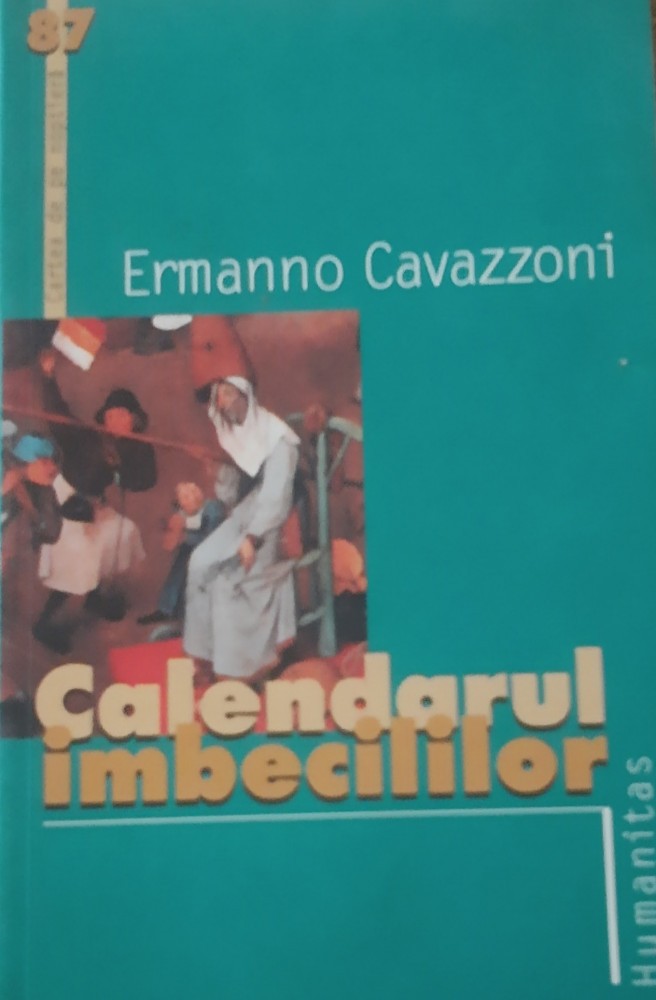 87
Cartea de pe noptieră
Ermanno Cavazzoni
Calendarul
imbecililor
Humanitas